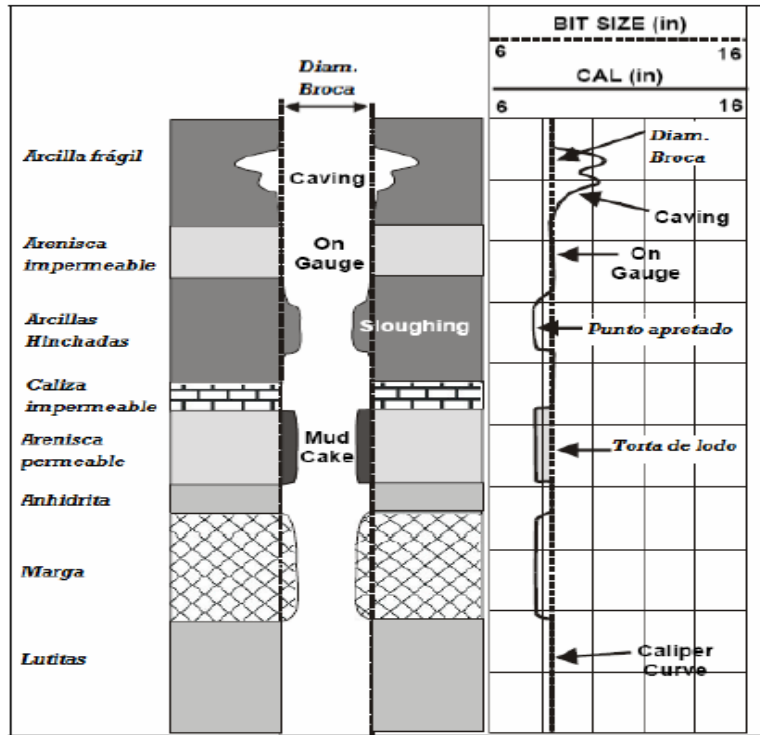 BIT SIZE (in)
6 16
CAL (in)
6 16
Diam.
Broca
Arcilla frágil
Caving
Arenisca
impermeable
On
Gauge
Arcillas
Hinchadas
Sloughing
Caliza
impermeable
Arenisca
permeable
Mud
Cake
Anhidrita
Marga
Lutitas
Diam.
Broca
Caving
On
Gauge
Punto apretado
Torta de lodo
Caliper
Curve